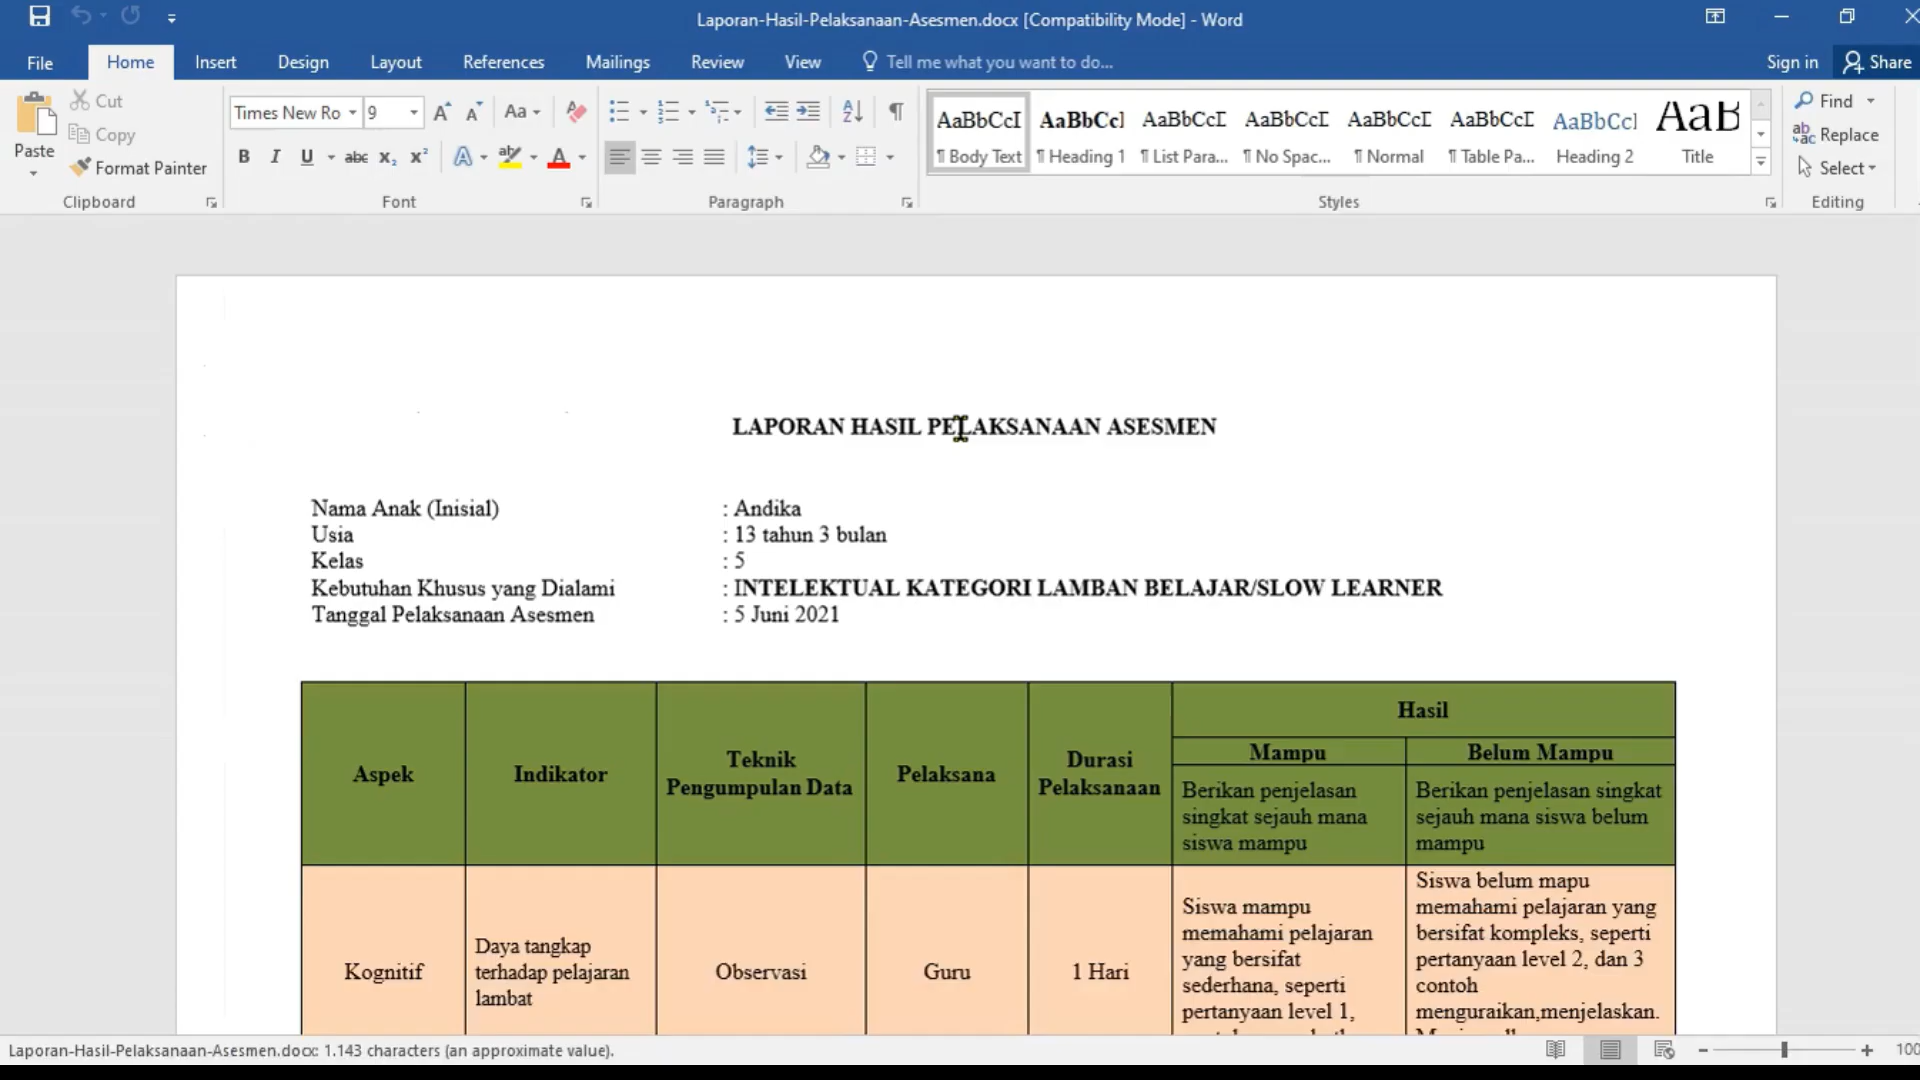 Laporan-Hasil-Pelaksanaan-Asesmen.docx [Compatibility Mode] - Word
File Home Insert Design Layout References Mailings Review View Tell me what you want to do... Sign in Share
Paste
Cut
Copy
Format Painter
Clipboard
Times New Ro 9
Font
Paragraph
AaBbCcI AaBbCcI AaBbCcI AaBbCcI AaBbCcI AaBbCcI AaBbCcI AaB
¶ Body Text ¶ Heading 1 ¶ List Para... ¶ No Spac... ¶ Normal ¶ Table Pa... Heading 2 Title
Styles
Find
Replace
Select
Editing
LAPORAN HASIL PELAKSANAAN ASESMEN
Nama Anak (Inisial) : Andika
Usia : 13 tahun 3 bulan
Kelas : 5
Kebutuhan Khusus yang Dialami : INTELEKTUAL KATEGORI LAMBAN BELAJAR/SLOW LEARNER
Tanggal Pelaksanaan Asesmen : 5 Juni 2021
Aspek
Indikator
Teknik
Pengumpulan Data
Pelaksana
Durasi
Pelaksanaan
Hasil
Mampu
Belum Mampu
Berikan penjelasan
singkat sejauh mana
siswa mampu
Berikan penjelasan singkat
sejauh mana siswa belum
mampu
Kognitif
Daya tangkap
terhadap pelajaran
lambat
Observasi
Guru
1 Hari
Siswa mampu
memahami pelajaran
yang bersifat
sederhana, seperti
pertanyaan level 1,
Siswa belum mapu
memahami pelajaran yang
bersifat kompleks, seperti
pertanyaan level 2, dan 3
contoh
menguraikan,menjelaskan.
Laporan-Hasil-Pelaksanaan-Asesmen.docx: 1.143 characters (an approximate value).
100